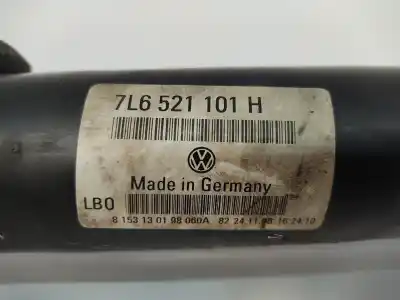 7L6 521 101 H
Made in Germany
LBO
8 153 13 01 98 060A 82 24.11.08 16:24:10